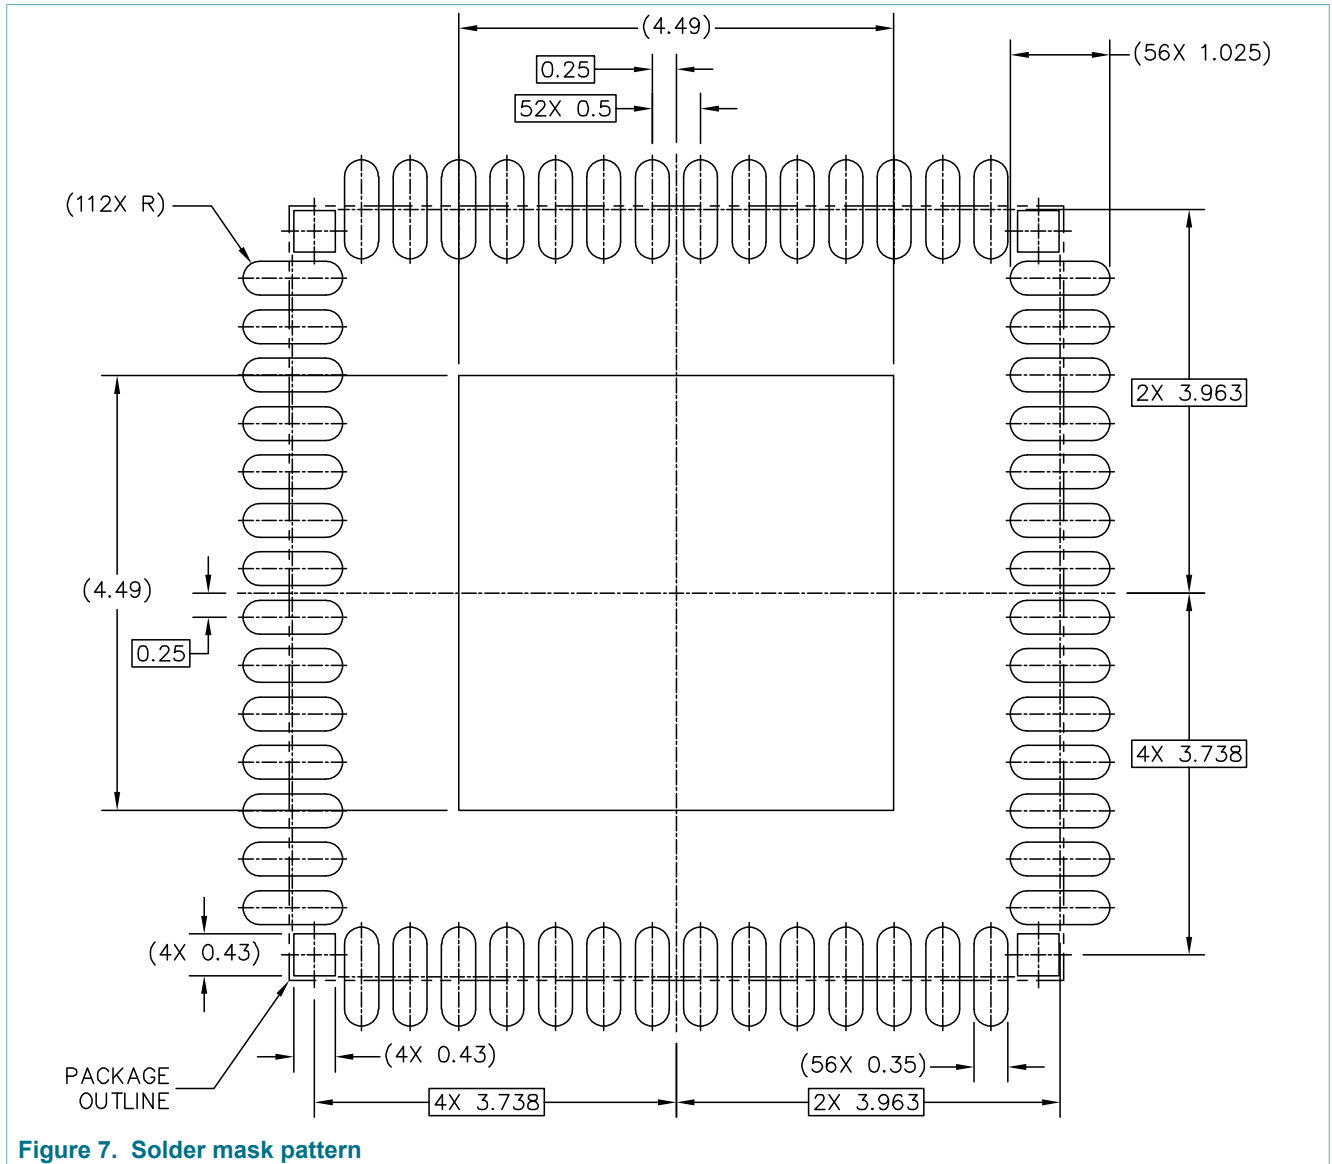 (4.49)
(56X 1.025)
0.25
52X 0.5
(112X R)
2X 3.963
(4.49)
0.25
4X 3.738
(4X 0.43)
(4X 0.43)
(56X 0.35)
PACKAGE
OUTLINE
4X 3.738
2X 3.963
Figure 7. Solder mask pattern